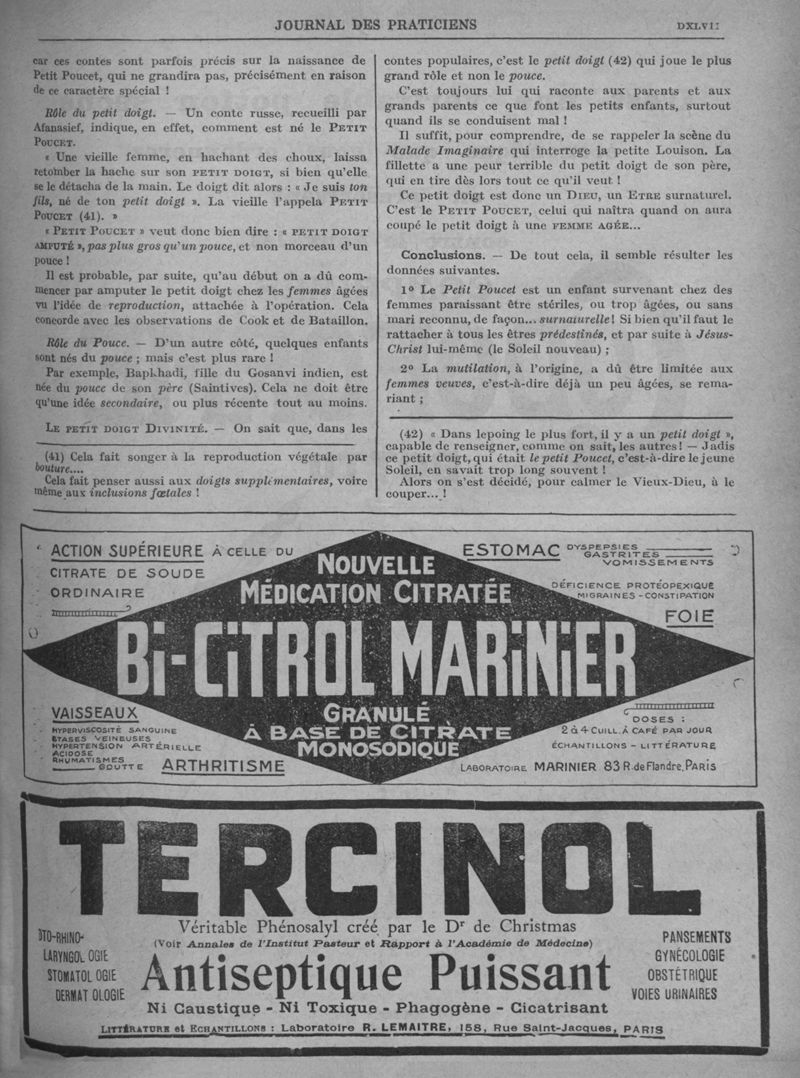 JOURNAL DES PRATICIENS
DXLVII
car ces contes sont parfois précis sur la naissance de
Petit Poucet, qui ne grandira pas, précisément en raison
de ce caractère spécial !
Rôle du petit doigt. — Un conte russe, recueilli par
Afanasief, indique, en effet, comment est né le PETIT
POUCET.
« Une vieille femme, en hachant des choux, laissa
retomber la hache sur son PETIT DOIGT, si bien qu'elle
se le détacha de la main. Le doigt dit alors : « Je suis ton
fils, né de ton petit doigt ». La vieille l'appela PETIT
POUCET (41). »
« PETIT POUCET » veut donc bien dire : « PETIT DOIGT
AMPUTÉ », pas plus gros qu'un pouce, et non morceau d'un
pouce !
Il est probable, par suite, qu'au début on a dû com-
mencer par amputer le petit doigt chez les femmes âgées
vu l'idée de reproduction, attachée à l'opération. Cela
concorde avec les observations de Cook et de Bataillon.
Rôle du Pouce. — D'un autre côté, quelques enfants
sont nés du pouce ; mais c'est plus rare !
Par exemple, Bapkhadi, fille du Gosanvi indien, est
née du pouce de son père (Saintives). Cela ne doit être
qu'une idée secondaire, ou plus récente tout au moins.
LE PETIT DOIGT DIVINITÉ. — On sait que, dans les
(41) Cela fait songer à la reproduction végétale par
bouture....
Cela fait penser aussi aux doigts supplémentaires, voire
même aux inclusions fœtales !
contes populaires, c'est le petit doigt (42) qui joue le plus
grand rôle et non le pouce.
C'est toujours lui qui raconte aux parents et aux
grands parents ce que font les petits enfants, surtout
quand ils se conduisent mal !
Il suffit, pour comprendre, de se rappeler la scène du
Malade Imaginaire qui interroge la petite Louison. La
fillette a une peur terrible du petit doigt de son père,
qui en tire dès lors tout ce qu'il veut !
Ce petit doigt est donc un DIEU, un ETRE surnaturel.
C'est le PETIT POUCET, celui qui naîtra quand on aura
coupé le petit doigt à une FEMME AGÉE...
Conclusions. — De tout cela, il semble résulter les
données suivantes.
1º Le Petit Poucet est un enfant survenant chez des
femmes paraissant être stériles, ou trop âgées, ou sans
mari reconnu, de façon... surnaturelle! Si bien qu'il faut le
rattacher à tous les êtres prédestinés, et par suite à Jésus-
Christ lui-même (le Soleil nouveau) ;
2º La mutilation, à l'origine, a dû être limitée aux
femmes veuves, c'est-à-dire déjà un peu âgées, se rema-
riant ;
(42) « Dans lepoing le plus fort, il y a un petit doigt »,
capable de renseigner, comme on sait, les autres! — Jadis
ce petit doigt, qui était le petit Poucet, c'est-à-dire le jeune
Soleil, en savait trop long souvent !
Alors on s'est décidé, pour calmer le Vieux-Dieu, à le
couper... !
ACTION SUPÉRIEURE À CELLE DU
CITRATE DE SOUDE
ORDINAIRE
NOUVELLE
MÉDICATION CITRATÉE
ESTOMAC DYSPEPSIES
GASTRITES
VOMISSEMENTS
DÉFICIENCE PROTÉOPEXIQUE
MIGRAINES - CONSTIPATION
FOIE
BI-CITROL MARINIER
VAISSEAUX
HYPERVISCOSITÉ SANGUINE
STASES VEINEUSES
HYPERTENSION ARTÉRIELLE
ACIDOSE
RHUMATISMES
GOUTTE
ARTHRITISME
GRANULÉ
À BASE DE CITRATE
MONOSODIQUE
DOSES :
2 à 4 CUILL. À CAFÉ PAR JOUR
ÉCHANTILLONS - LITTÉRATURE
LABORATOIRE MARINIER 83 R. de Flandre. PARIS
TERCINOL
Véritable Phénosalyl créé par le Dr de Christmas
(Voir Annales de l'Institut Pasteur et Rapport à l'Académie de Médecine)
OTO-RHINO-
LARYNGOLOGIE
STOMATOLOGIE
DERMATOLOGIE
Antiseptique Puissant
PANSEMENTS
GYNÉCOLOGIE
OBSTÉTRIQUE
VOIES URINAIRES
Ni Caustique - Ni Toxique - Phagogène - Cicatrisant
LITTÉRATURE et ECHANTILLONS : Laboratoire R. LEMAITRE, 158, Rue Saint-Jacques, PARIS